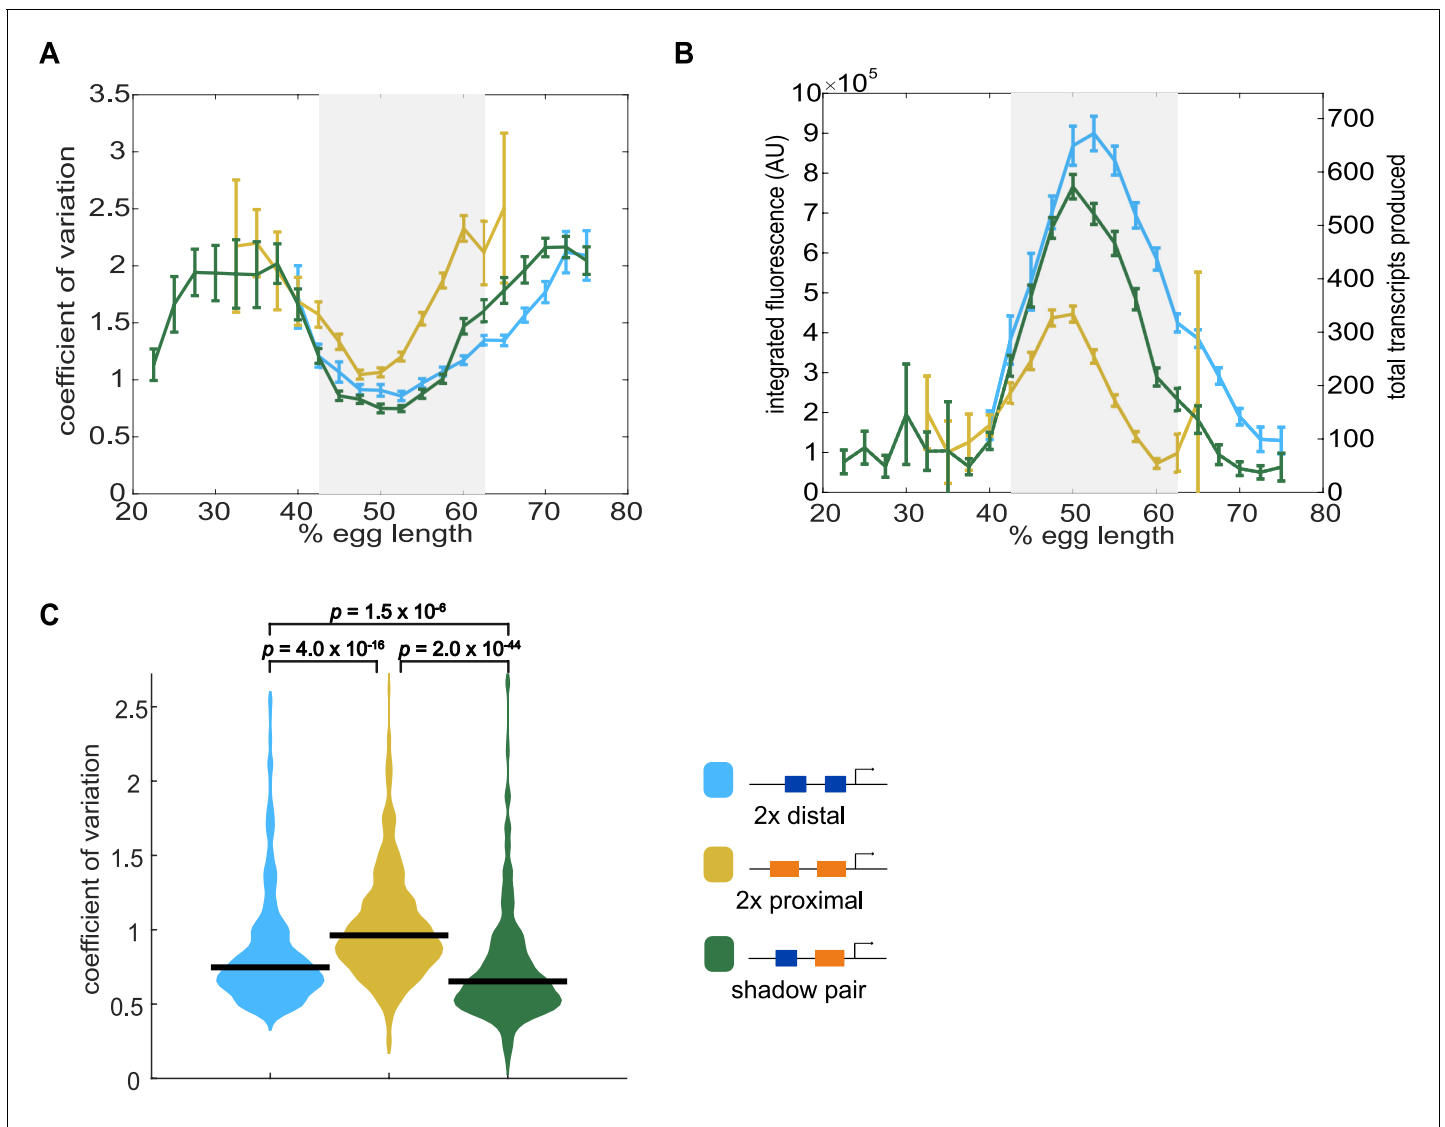 A
3.5
3
2.5
2
1.5
1
0.5
0
20 30 40 50 60 70 80
% egg length
coefficient of variation
B
10×10⁵
9
8
7
6
5
4
3
2
1
0
700
600
500
400
300
200
100
0
20 30 40 50 60 70 80
% egg length
integrated fluorescence (AU)
total transcripts produced
C
p = 1.5 x 10⁻⁶
p = 4.0 x 10⁻¹⁶ p = 2.0 x 10⁻⁴⁴
2.5
2
1.5
1
0.5
0
coefficient of variation
2x distal
2x proximal
shadow pair